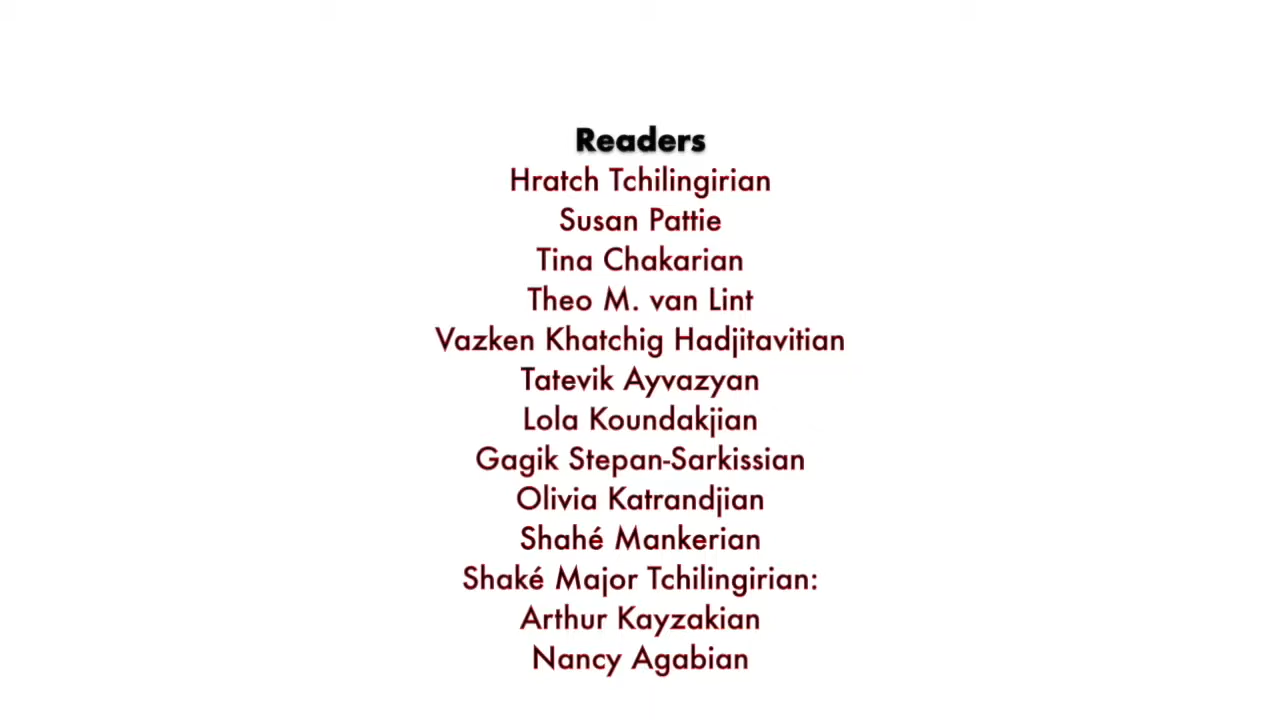 Readers
Hratch Tchilingirian
Susan Pattie
Tina Chakarian
Theo M. van Lint
Vazken Khatchig Hadjitavitian
Tatevik Ayvazyan
Lola Koundakjian
Gagik Stepan-Sarkissian
Olivia Katrandjian
Shahé Mankerian
Shaké Major Tchilingirian:
Arthur Kayzakian
Nancy Agabian